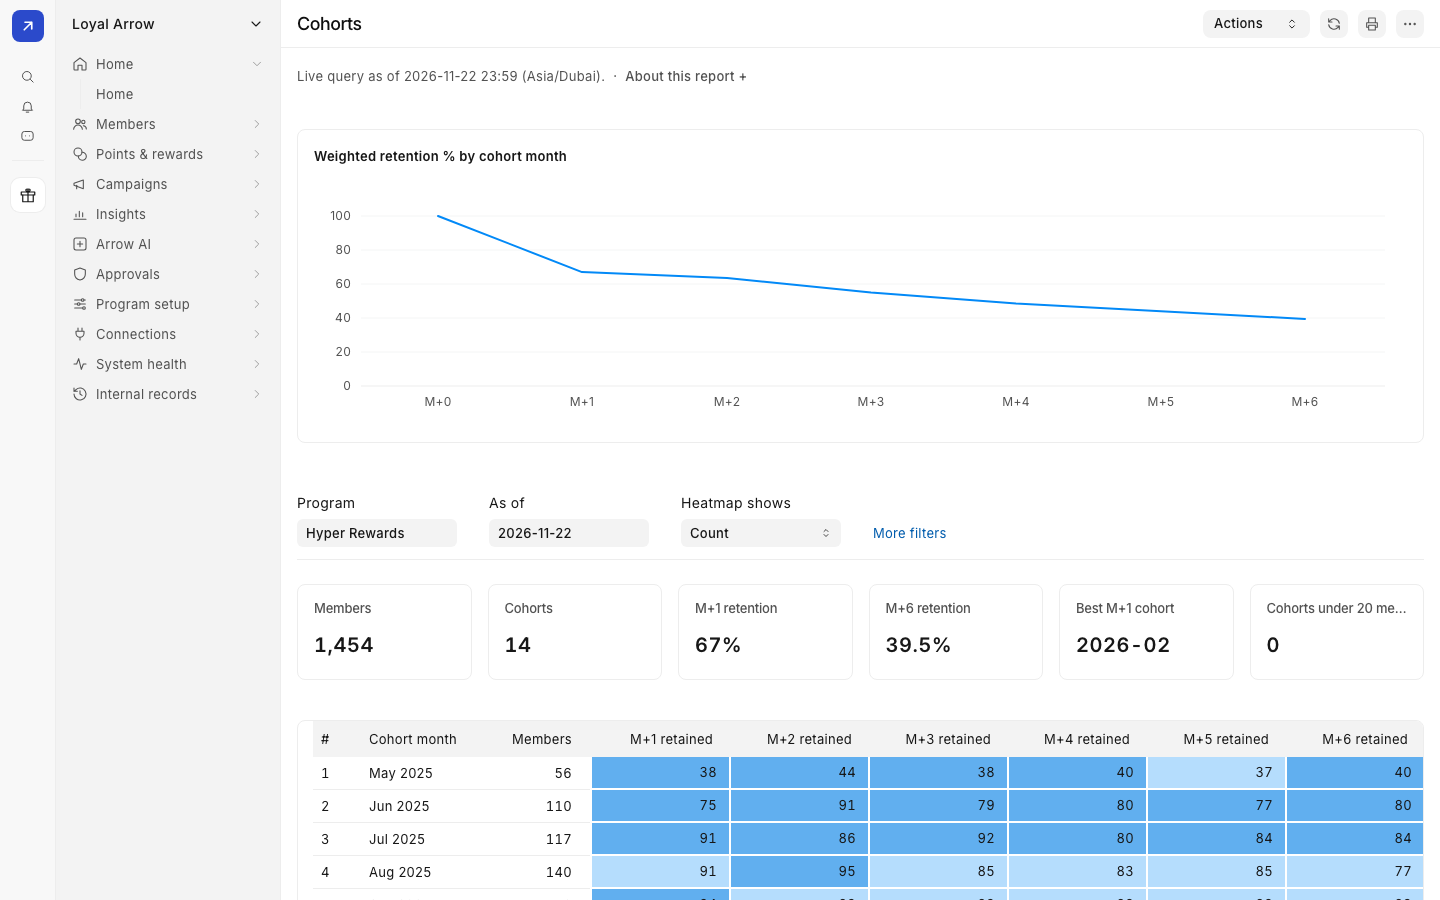 Loyal Arrow
Home
Home
Members
Points & rewards
Campaigns
Insights
Arrow AI
Approvals
Program setup
Connections
System health
Internal records
Cohorts
Actions
Live query as of 2026-11-22 23:59 (Asia/Dubai). · About this report +
Weighted retention % by cohort month
100
80
60
40
20
0
M+0 M+1 M+2 M+3 M+4 M+5 M+6
Program As of Heatmap shows
Hyper Rewards 2026-11-22 Count More filters
Members Cohorts M+1 retention M+6 retention Best M+1 cohort Cohorts under 20 me...
1,454 14 67% 39.5% 2026-02 0
# Cohort month Members M+1 retained M+2 retained M+3 retained M+4 retained M+5 retained M+6 retained
1 May 2025 56 38 44 38 40 37 40
2 Jun 2025 110 75 91 79 80 77 80
3 Jul 2025 117 91 86 92 80 84 84
4 Aug 2025 140 91 95 85 83 85 77